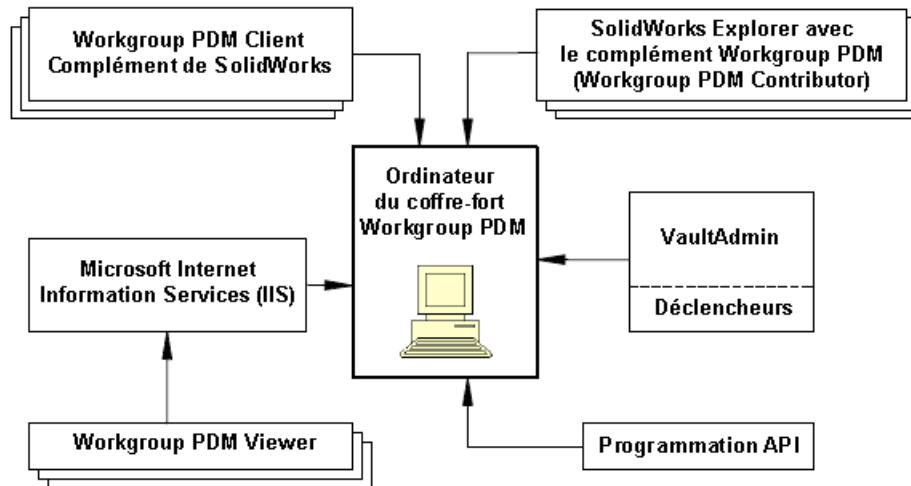 Workgroup PDM Client
Complément de SolidWorks
SolidWorks Explorer avec
le complément Workgroup PDM
(Workgroup PDM Contributor)
Ordinateur
du coffre-fort
Workgroup PDM
VaultAdmin
Déclencheurs
Microsoft Internet
Information Services (IIS)
Workgroup PDM Viewer
Programmation API